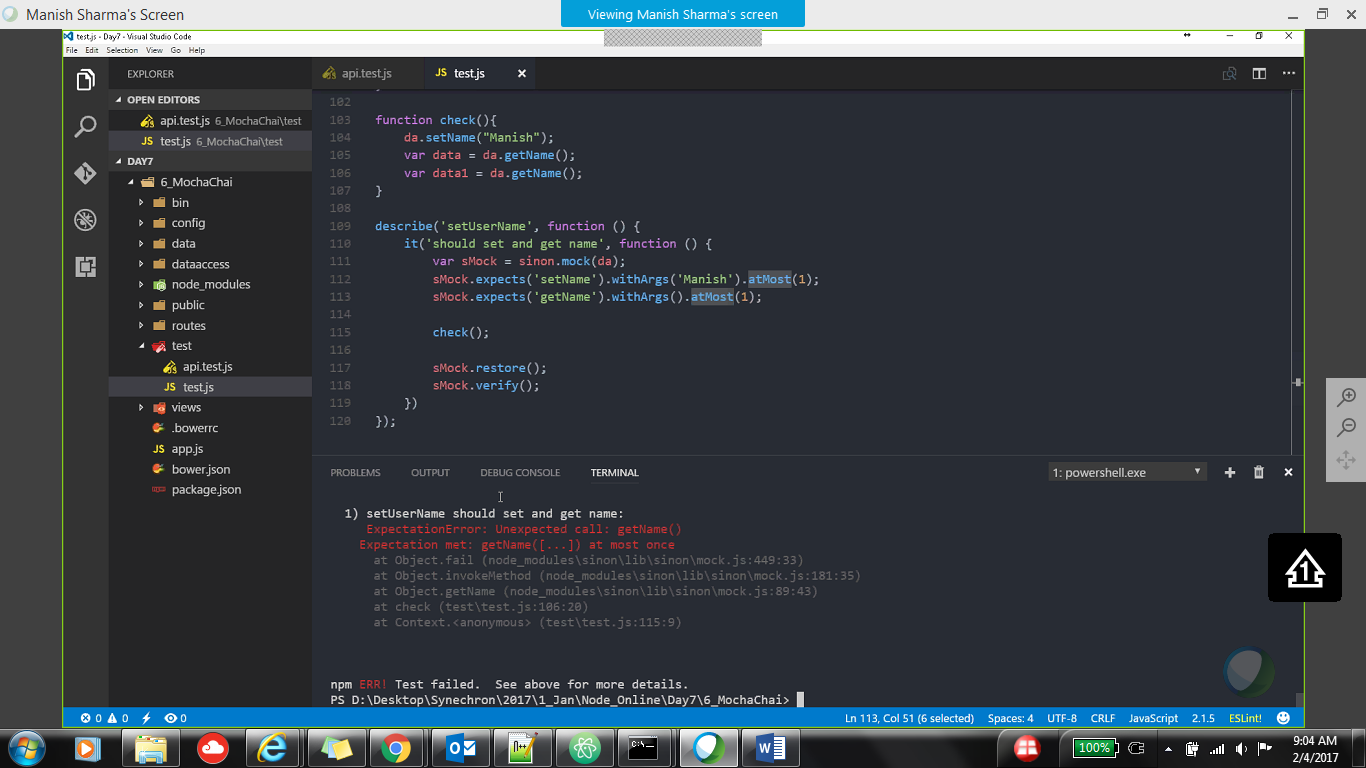 Manish Sharma's Screen
Viewing Manish Sharma's screen
test.js - Day7 - Visual Studio Code
File Edit Selection View Go Help
EXPLORER
OPEN EDITORS
api.test.js 6_MochaChai\test
JS test.js 6_MochaChai\test
DAY7
6_MochaChai
bin
config
data
dataaccess
node_modules
public
routes
test
api.test.js
JS test.js
views
.bowerrc
JS app.js
bower.json
package.json
api.test.js
JS test.js
102
103 function check(){
104 da.setName("Manish");
105 var data = da.getName();
106 var data1 = da.getName();
107 }
108
109 describe('setUserName', function () {
110 it('should set and get name', function () {
111 var sMock = sinon.mock(da);
112 sMock.expects('setName').withArgs('Manish').atMost(1);
113 sMock.expects('getName').withArgs().atMost(1);
114
115 check();
116
117 sMock.restore();
118 sMock.verify();
119 })
120 });
PROBLEMS OUTPUT DEBUG CONSOLE TERMINAL
1: powershell.exe
1) setUserName should set and get name:
ExpectationError: Unexpected call: getName()
Expectation met: getName([...]) at most once
at Object.fail (node_modules\sinon\lib\sinon\mock.js:449:33)
at Object.invokeMethod (node_modules\sinon\lib\sinon\mock.js:181:35)
at Object.getName (node_modules\sinon\lib\sinon\mock.js:89:43)
at check (test\test.js:106:20)
at Context.<anonymous> (test\test.js:115:9)
npm ERR! Test failed. See above for more details.
PS D:\Desktop\Synechron\2017\1_Jan\Node_Online\Day7\6_MochaChai>
0 0 0
Ln 113, Col 51 (6 selected) Spaces: 4 UTF-8 CRLF JavaScript 2.1.5 ESLint!
1
100%
9:04 AM
2/4/2017